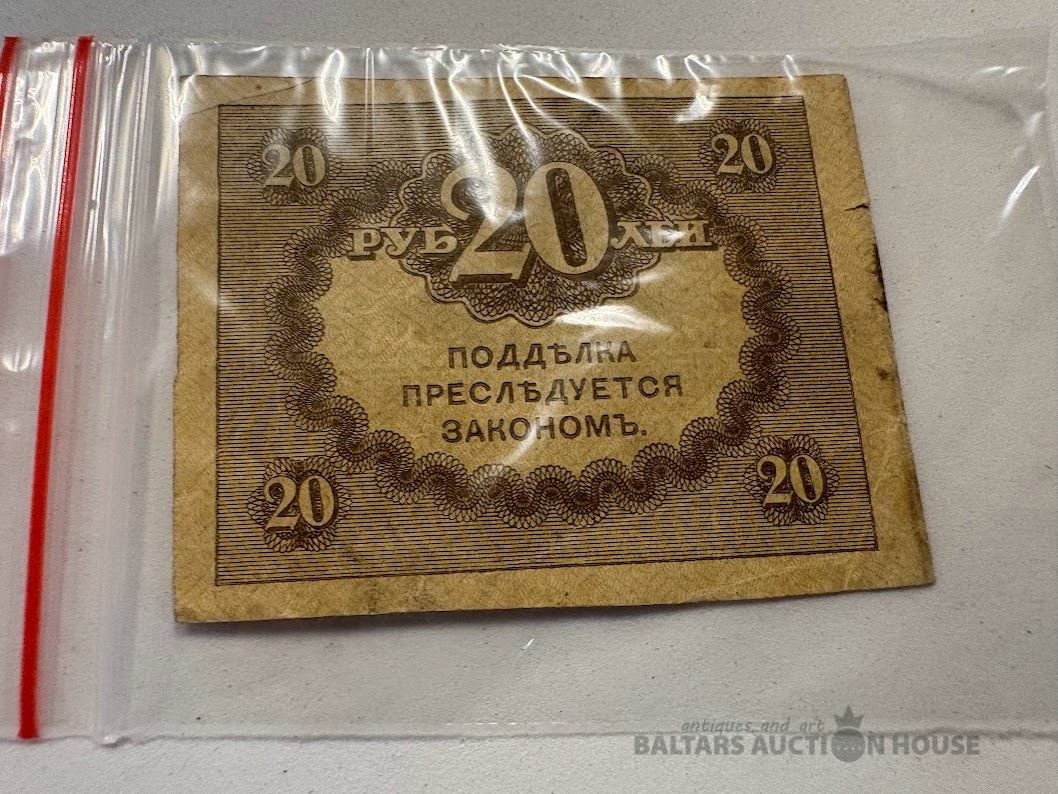 20 20
РУБ20ЛЕЙ
ПОДДѢЛКА
ПРЕСЛѢДУЕТСЯ
ЗАКОНОМЪ.
20 20
antiques and art
BALTARS AUCTION HOUSE